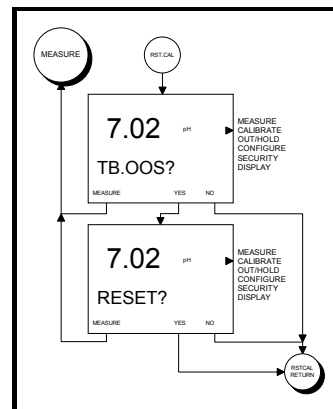 MEASURE
RST.CAL
7.02 pH
TB.OOS?
MEASURE YES NO
MEASURE
CALIBRATE
OUT/HOLD
CONFIGURE
SECURITY
DISPLAY
7.02 pH
RESET?
MEASURE YES NO
MEASURE
CALIBRATE
OUT/HOLD
CONFIGURE
SECURITY
DISPLAY
RSTCAL
RETURN